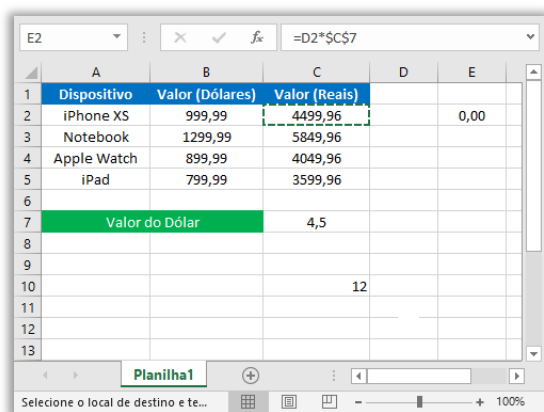 E2 fx =D2*$C$7
A B C D E
1 Dispositivo Valor (Dólares) Valor (Reais)
2 iPhone XS 999,99 4499,96 0,00
3 Notebook 1299,99 5849,96
4 Apple Watch 899,99 4049,96
5 iPad 799,99 3599,96
6
7 Valor do Dólar 4,5
8
9
10 12
11
12
13
Planilha1
Selecione o local de destino e te... 100%